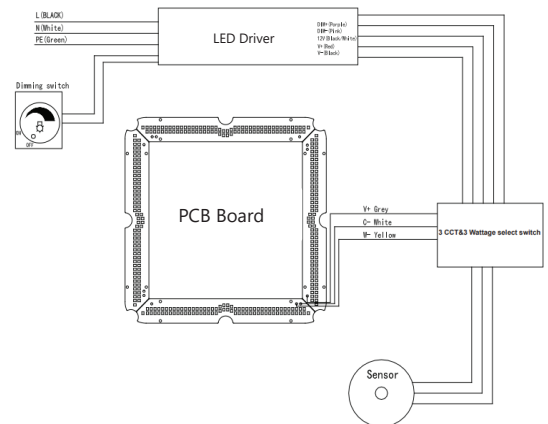 L(BLACK)
N(White)
PE(Green)
LED Driver
DIM+(Purple)
DIM-(Pink)
12V(Black/White)
V+(Red)
V-(Black)
Dimming switch
ON
OFF
PCB Board
V+ Grey
C- White
W- Yellow
3 CCT&3 Wattage select switch
Sensor